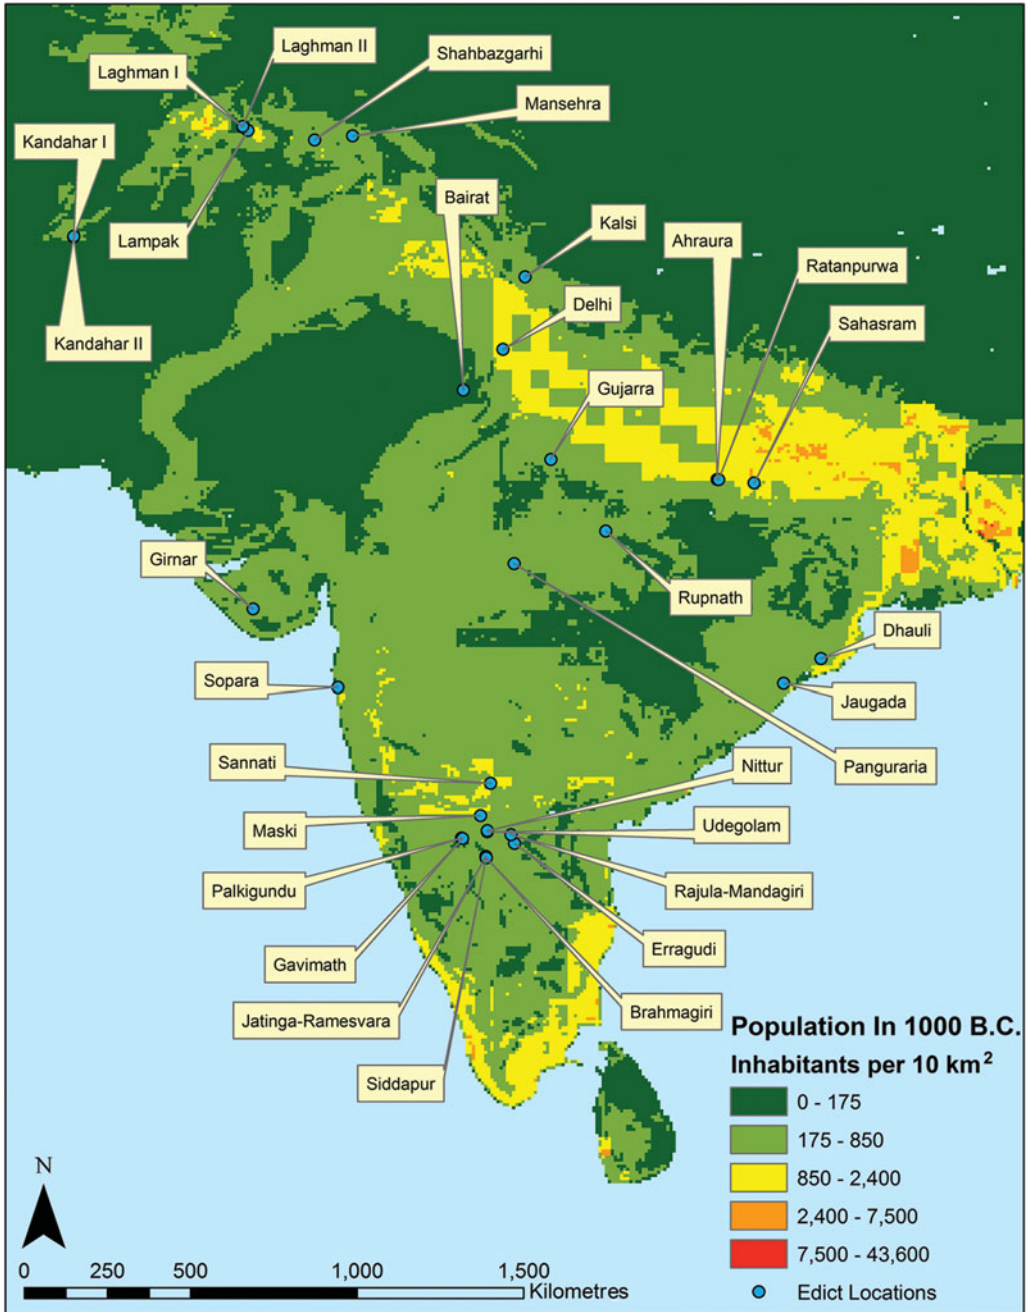 Laghman II
Shahbazgarhi
Laghman I
Mansehra
Kandahar I
Bairat
Kalsi
Ahraura
Lampak
Ratanpurwa
Delhi
Sahasram
Kandahar II
Gujarra
Girnar
Rupnath
Dhauli
Sopara
Jaugada
Sannati
Nittur
Panguraria
Maski
Udegolam
Palkigundu
Rajula-Mandagiri
Gavimath
Erragudi
Jatinga-Ramesvara
Brahmagiri
Siddapur
Population In 1000 B.C.
Inhabitants per 10 km²
0 - 175
175 - 850
850 - 2,400
2,400 - 7,500
7,500 - 43,600
Edict Locations
N
0 250 500 1,000 1,500 Kilometres